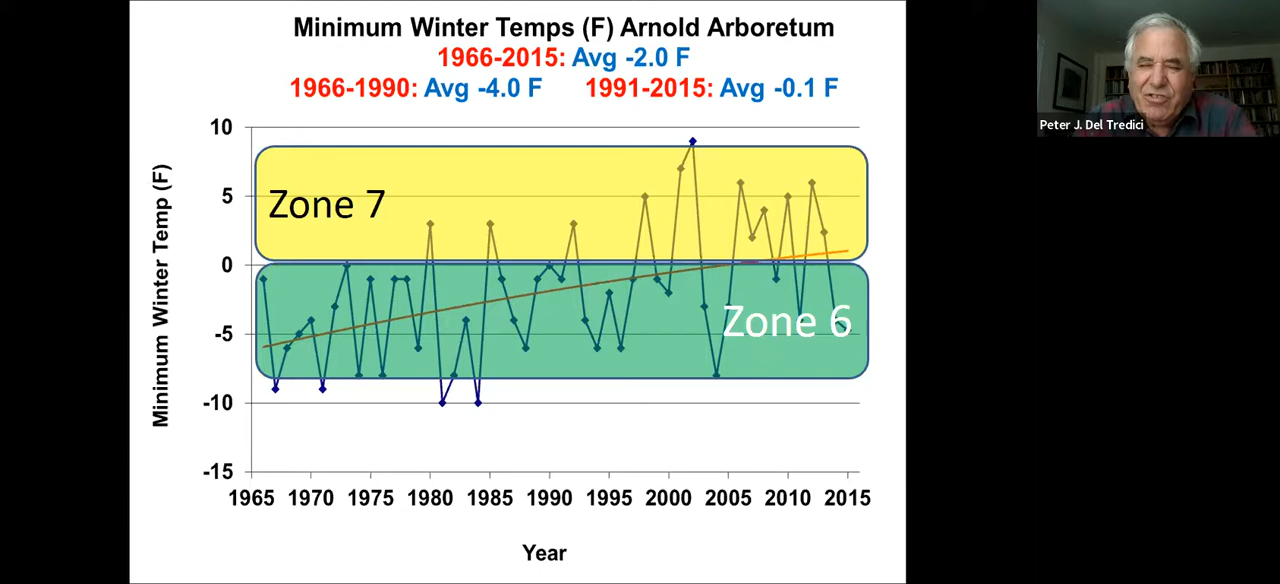 Minimum Winter Temps (F) Arnold Arboretum
1966-2015: Avg -2.0 F
1966-1990: Avg -4.0 F 1991-2015: Avg -0.1 F
Peter J. Del Tredici
Minimum Winter Temp (F)
10
5
0
-5
-10
-15
Zone 7
Zone 6
1965 1970 1975 1980 1985 1990 1995 2000 2005 2010 2015
Year